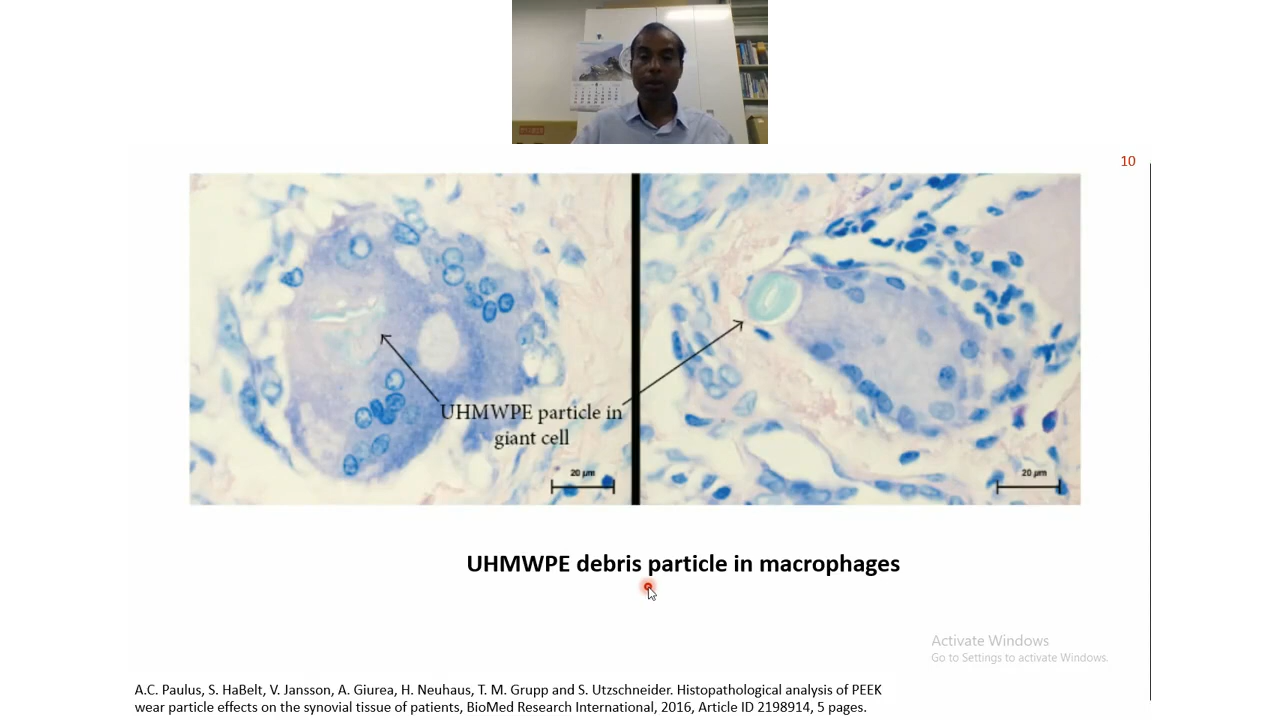 10
UHMWPE particle in
giant cell
20 µm
20 µm
UHMWPE debris particle in macrophages
Activate Windows
Go to Settings to activate Windows.
A.C. Paulus, S. HaBelt, V. Jansson, A. Giurea, H. Neuhaus, T. M. Grupp and S. Utzschneider. Histopathological analysis of PEEK
wear particle effects on the synovial tissue of patients, BioMed Research International, 2016, Article ID 2198914, 5 pages.